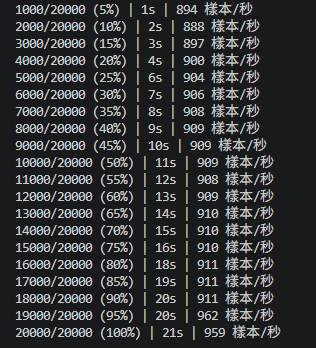 1000/20000 (5%) | 1s | 894 樣本/秒
2000/20000 (10%) | 2s | 888 樣本/秒
3000/20000 (15%) | 3s | 897 樣本/秒
4000/20000 (20%) | 4s | 900 樣本/秒
5000/20000 (25%) | 6s | 904 樣本/秒
6000/20000 (30%) | 7s | 906 樣本/秒
7000/20000 (35%) | 8s | 908 樣本/秒
8000/20000 (40%) | 9s | 909 樣本/秒
9000/20000 (45%) | 10s | 909 樣本/秒
10000/20000 (50%) | 11s | 909 樣本/秒
11000/20000 (55%) | 12s | 908 樣本/秒
12000/20000 (60%) | 13s | 909 樣本/秒
13000/20000 (65%) | 14s | 910 樣本/秒
14000/20000 (70%) | 15s | 910 樣本/秒
15000/20000 (75%) | 16s | 910 樣本/秒
16000/20000 (80%) | 18s | 911 樣本/秒
17000/20000 (85%) | 19s | 911 樣本/秒
18000/20000 (90%) | 20s | 911 樣本/秒
19000/20000 (95%) | 20s | 962 樣本/秒
20000/20000 (100%) | 21s | 959 樣本/秒